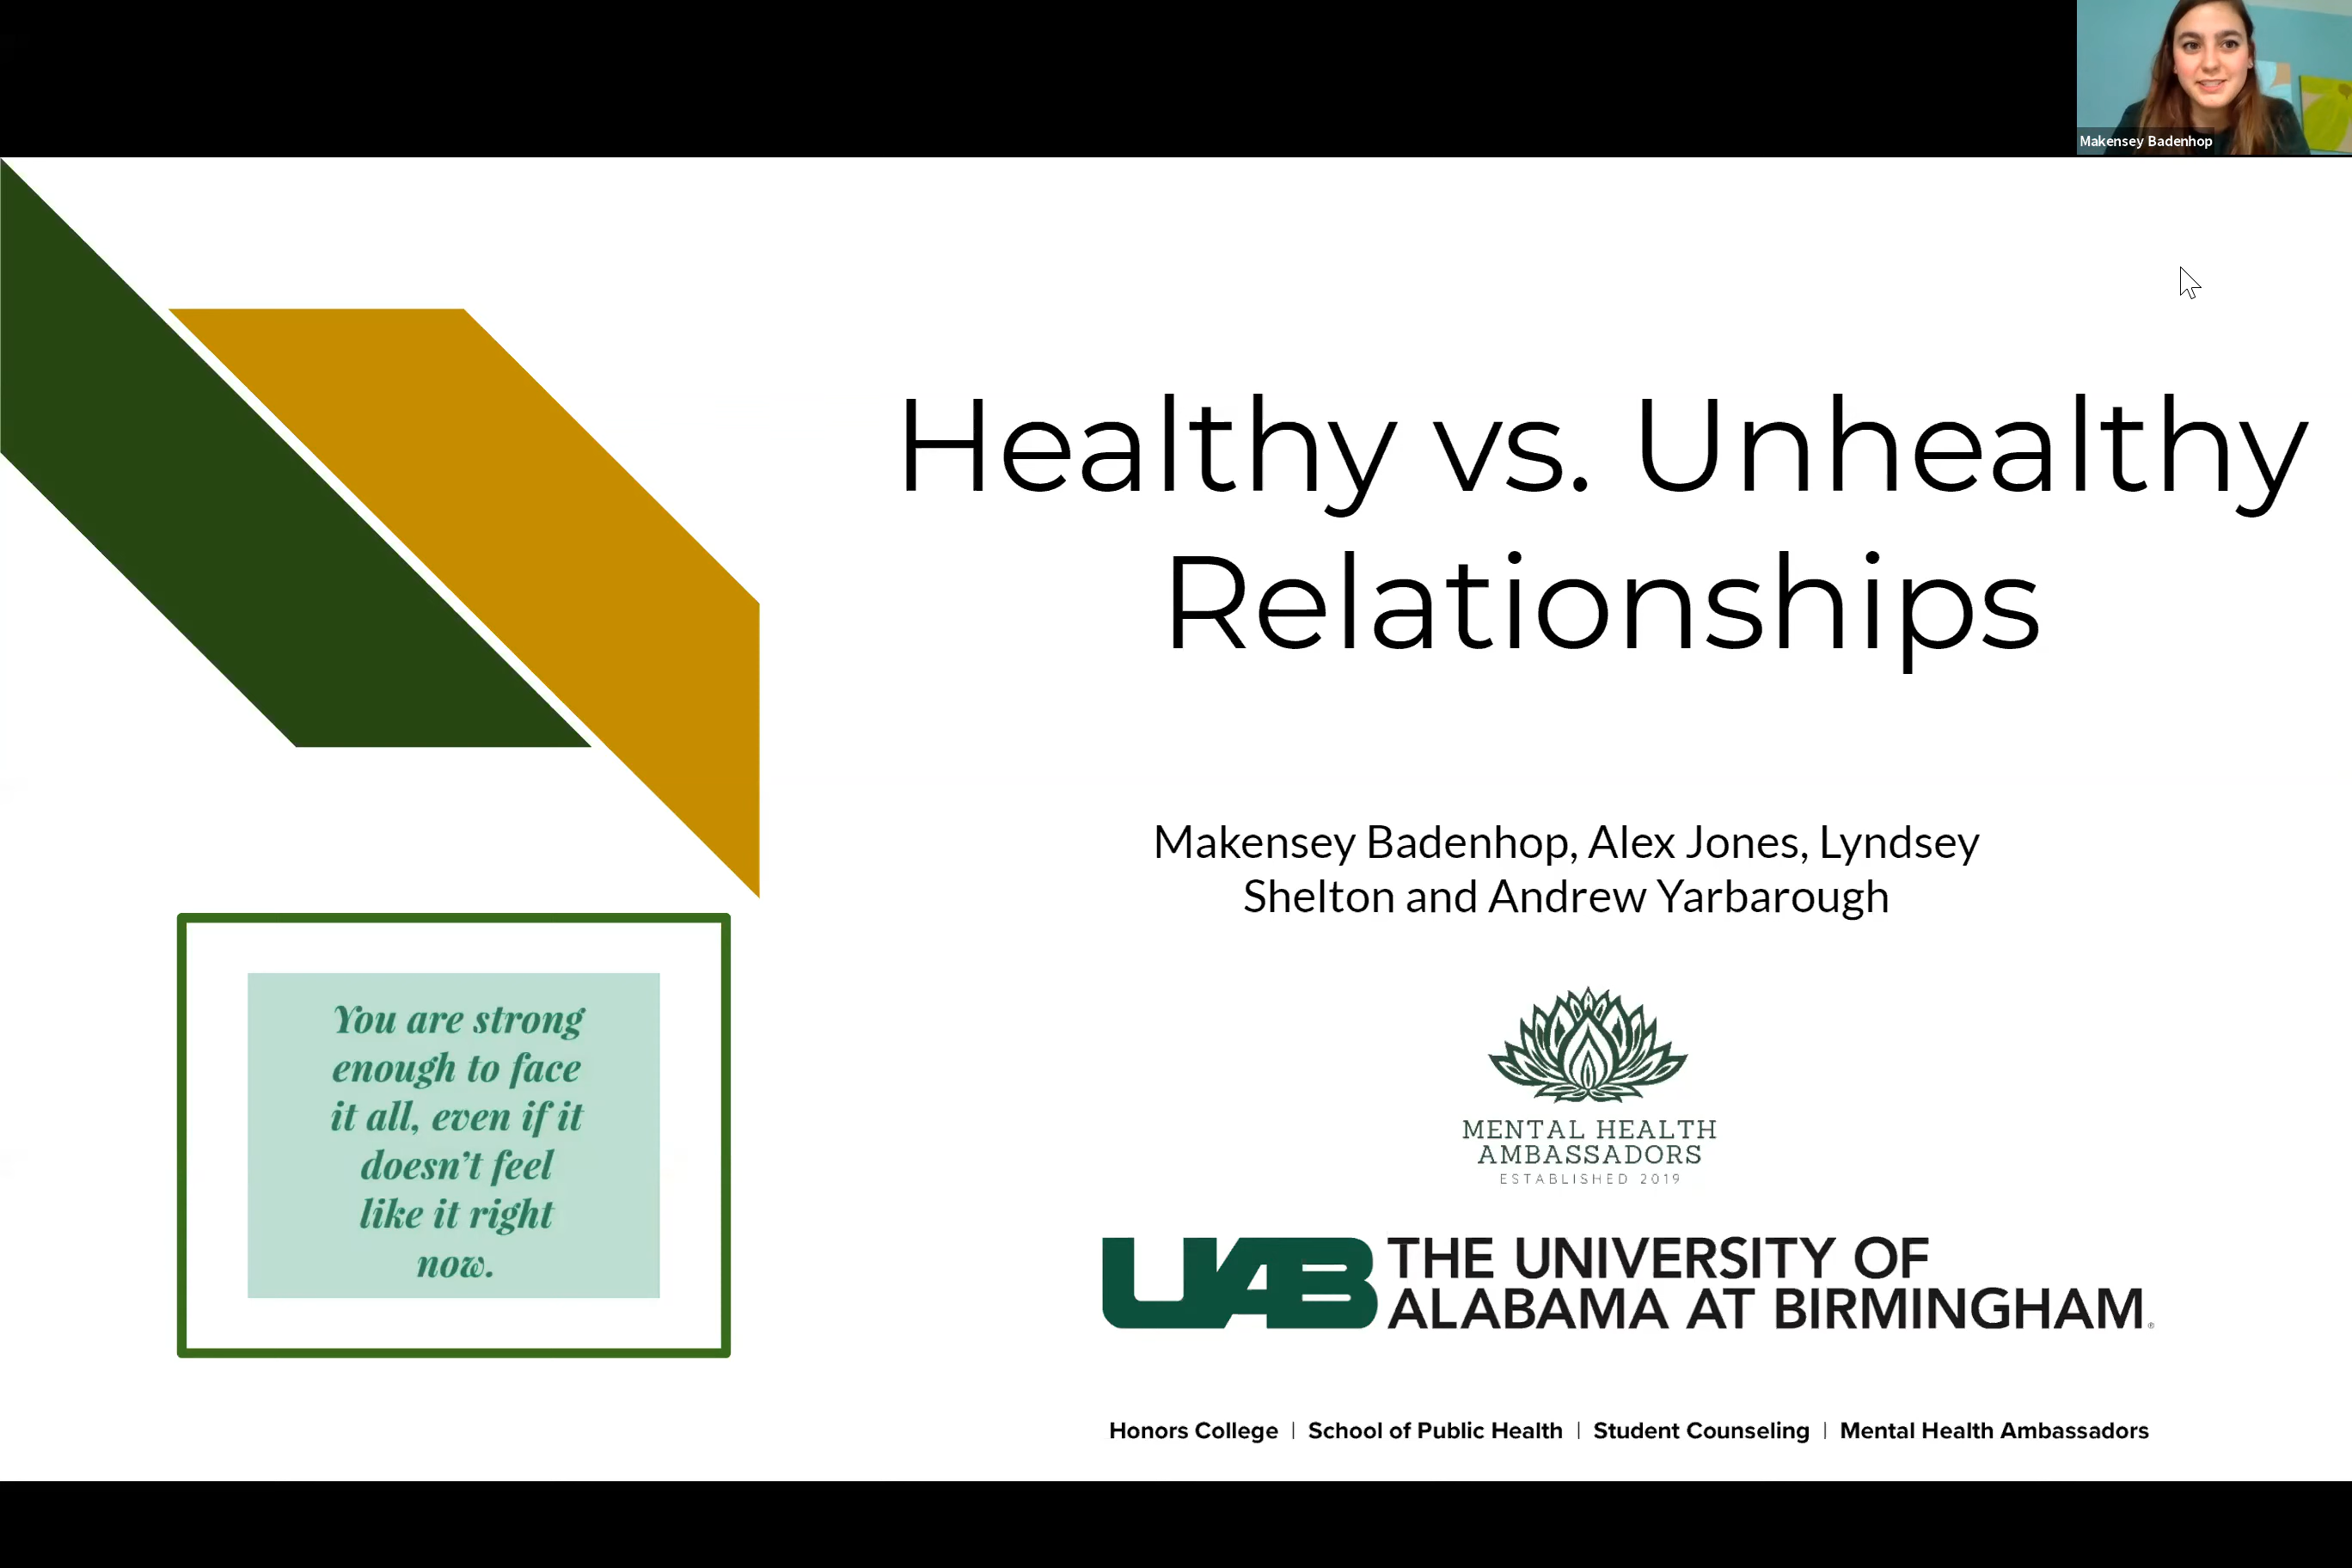 Makensey Badenhop
Healthy vs. Unhealthy
Relationships
Makensey Badenhop, Alex Jones, Lyndsey
Shelton and Andrew Yarbarough
You are strong
enough to face
it all, even if it
doesn't feel
like it right
now.
MENTAL HEALTH
AMBASSADORS
ESTABLISHED 2019
UAB THE UNIVERSITY OF
ALABAMA AT BIRMINGHAM®
Honors College | School of Public Health | Student Counseling | Mental Health Ambassadors